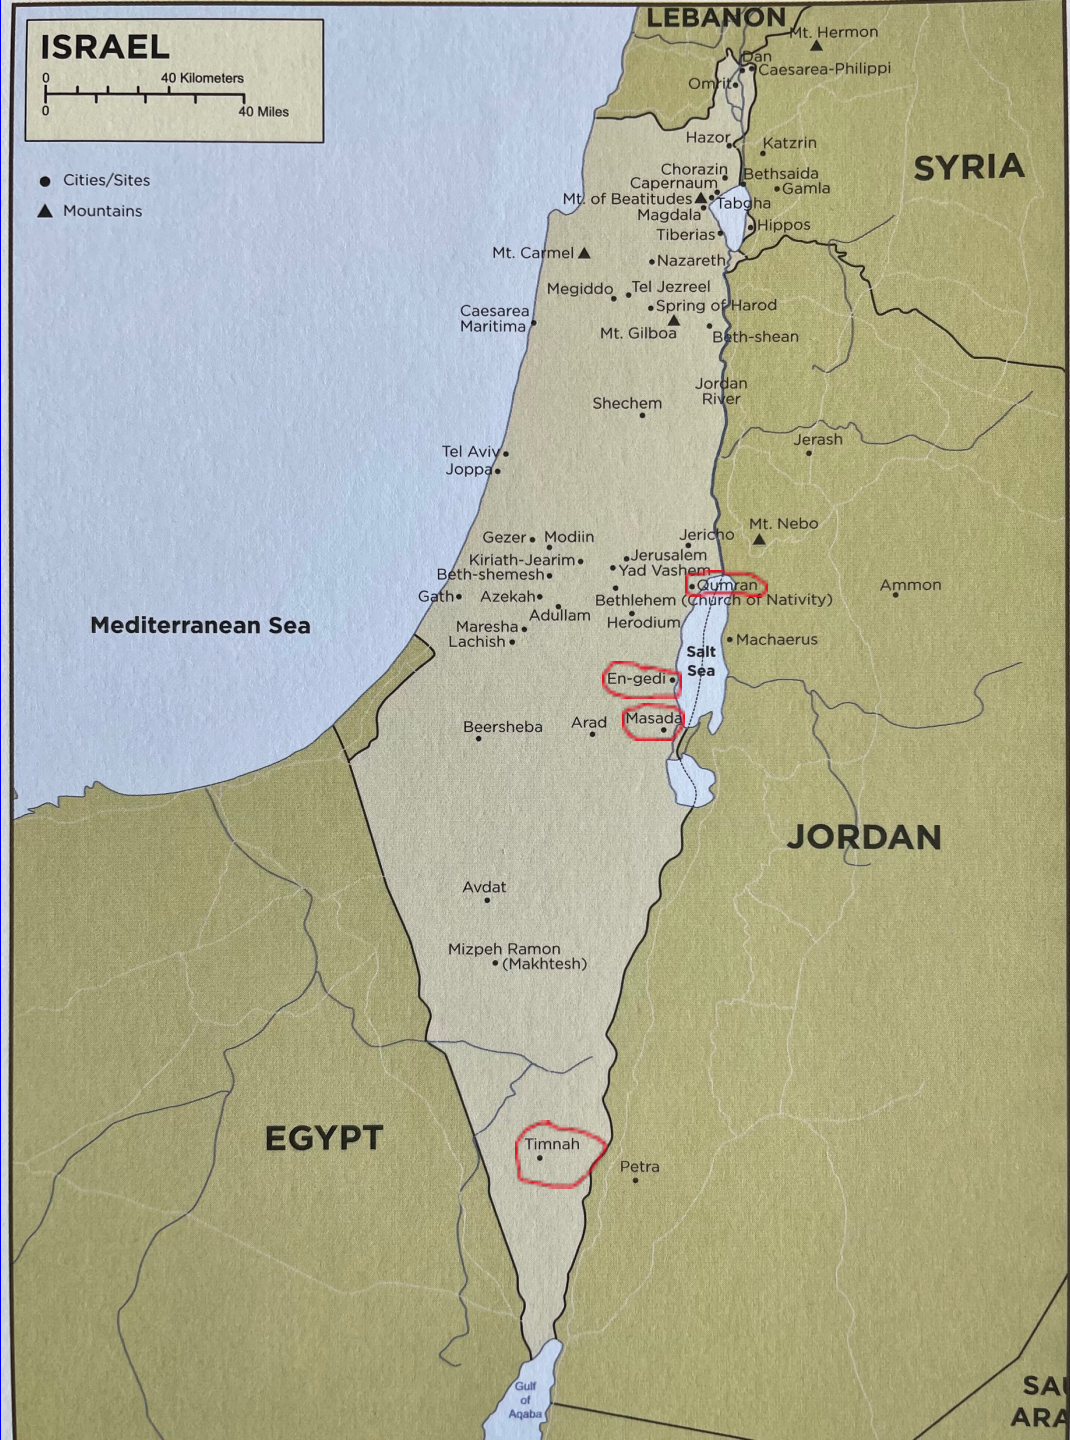 ISRAEL
0 40 Kilometers
0 40 Miles
Cities/Sites
Mountains
LEBANON
Mt. Hermon
Dan
Caesarea-Philippi
Omrit
Hazor
Katzrin
SYRIA
Chorazin
Bethsaida
Capernaum
Gamla
Mt. of Beatitudes
Tabgha
Magdala
Hippos
Tiberias
Mt. Carmel
Nazareth
Megiddo
Tel Jezreel
Spring of Harod
Caesarea
Maritima
Mt. Gilboa
Beth-shean
Jordan
River
Shechem
Jerash
Tel Aviv
Joppa
Mt. Nebo
Gezer
Modiin
Jericho
Kiriath-Jearim
Jerusalem
Yad Vashem
Beth-shemesh
Qumran
Ammon
Gath
Azekah
Bethlehem (Church of Nativity)
Adullam
Herodium
Mediterranean Sea
Maresha
Lachish
Machaerus
Salt
Sea
En-gedi
Masada
Arad
Beersheba
JORDAN
Avdat
Mizpeh Ramon
(Makhtesh)
EGYPT
Timnah
Petra
Gulf
of
Aqaba
SAU
ARA